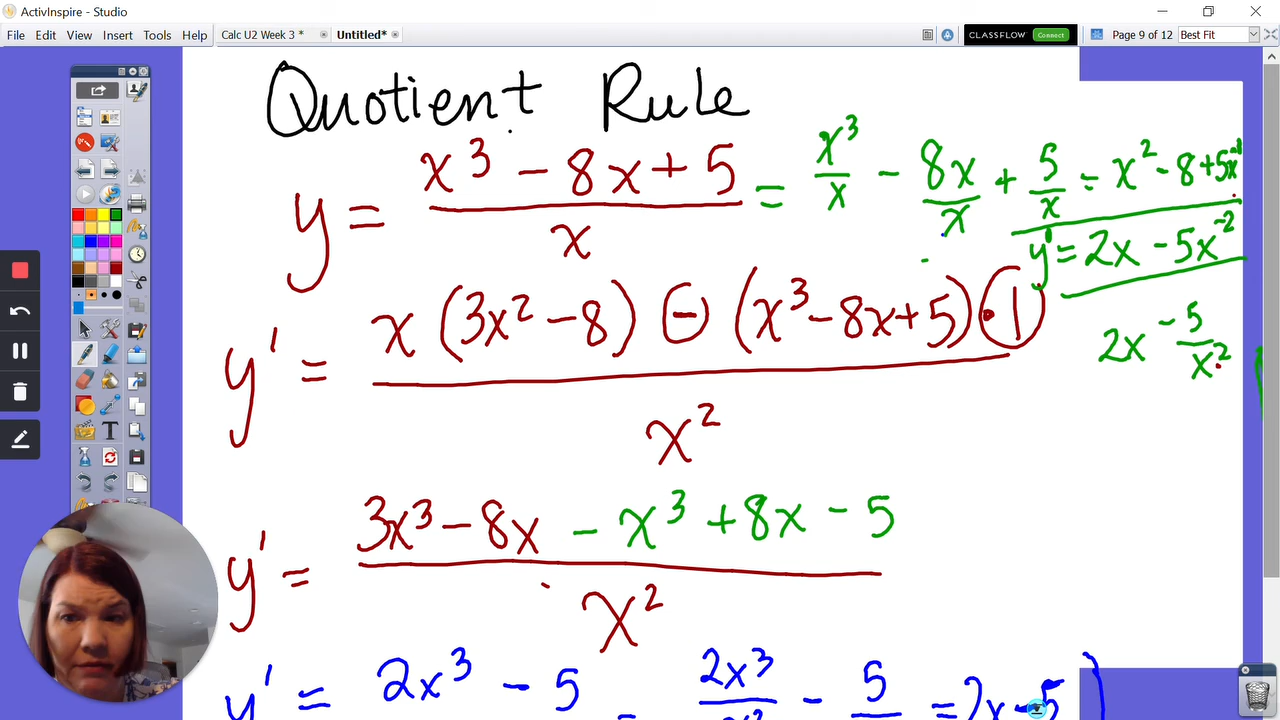 ActivInspire - Studio
File Edit View Insert Tools Help Calc U2 Week 3 * Untitled* CLASSFLOW Connect Page 9 of 12 Best Fit
Quotient Rule
y = (x³ - 8x + 5)/x = x³/x - 8x/x + 5/x = x² - 8 + 5x⁻¹
y' = 2x - 5x⁻²
2x - 5/x²
y' = (x(3x² - 8) - (x³ - 8x + 5) · 1)/x²
y' = (3x³ - 8x - x³ + 8x - 5)/x²
y' = 2x³ - 5 = 2x³/x² - 5 = 2x - 5